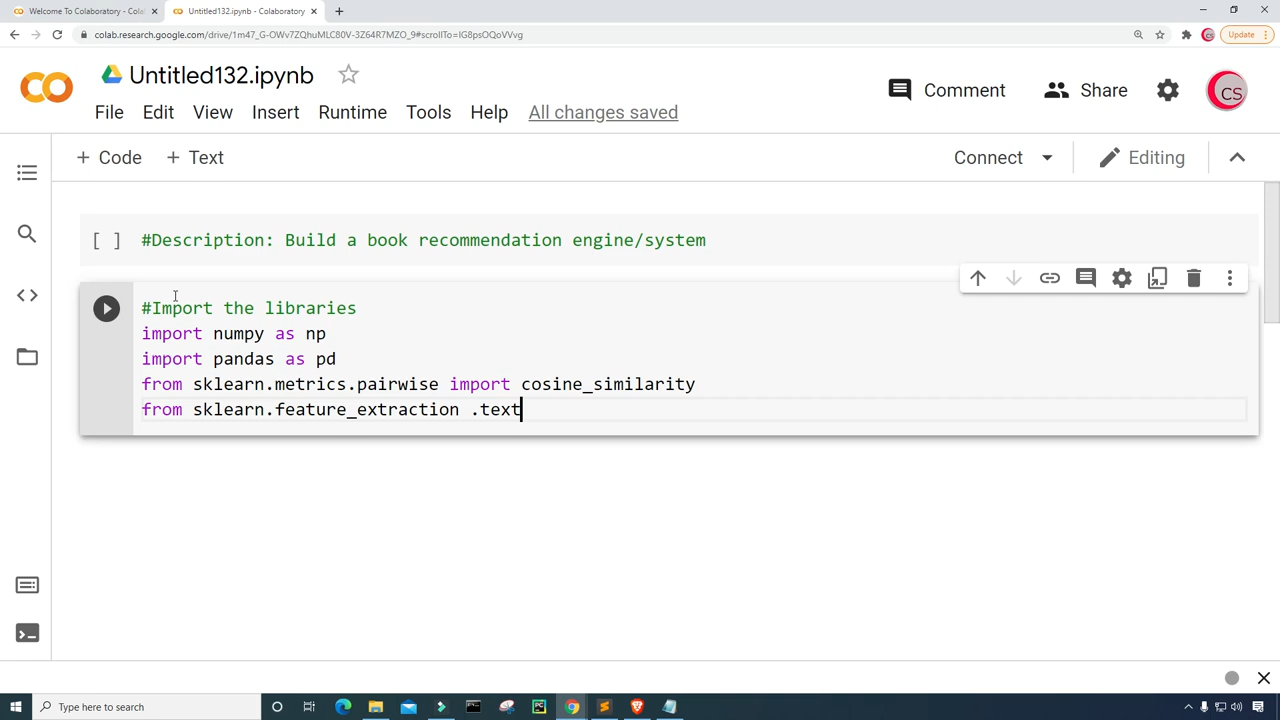 Welcome To Colaboratory - Cola
Untitled132.ipynb - Colaboratory
colab.research.google.com/drive/1m47_G-OWv7ZQhuMLC80V-3Z64R7MZO_9#scrollTo=IG8psOQoVVvg
Update
Untitled132.ipynb
Comment
Share
CS
File Edit View Insert Runtime Tools Help All changes saved
+ Code + Text
Connect
Editing
[ ] #Description: Build a book recommendation engine/system
#Import the libraries
import numpy as np
import pandas as pd
from sklearn.metrics.pairwise import cosine_similarity
from sklearn.feature_extraction .text
Type here to search